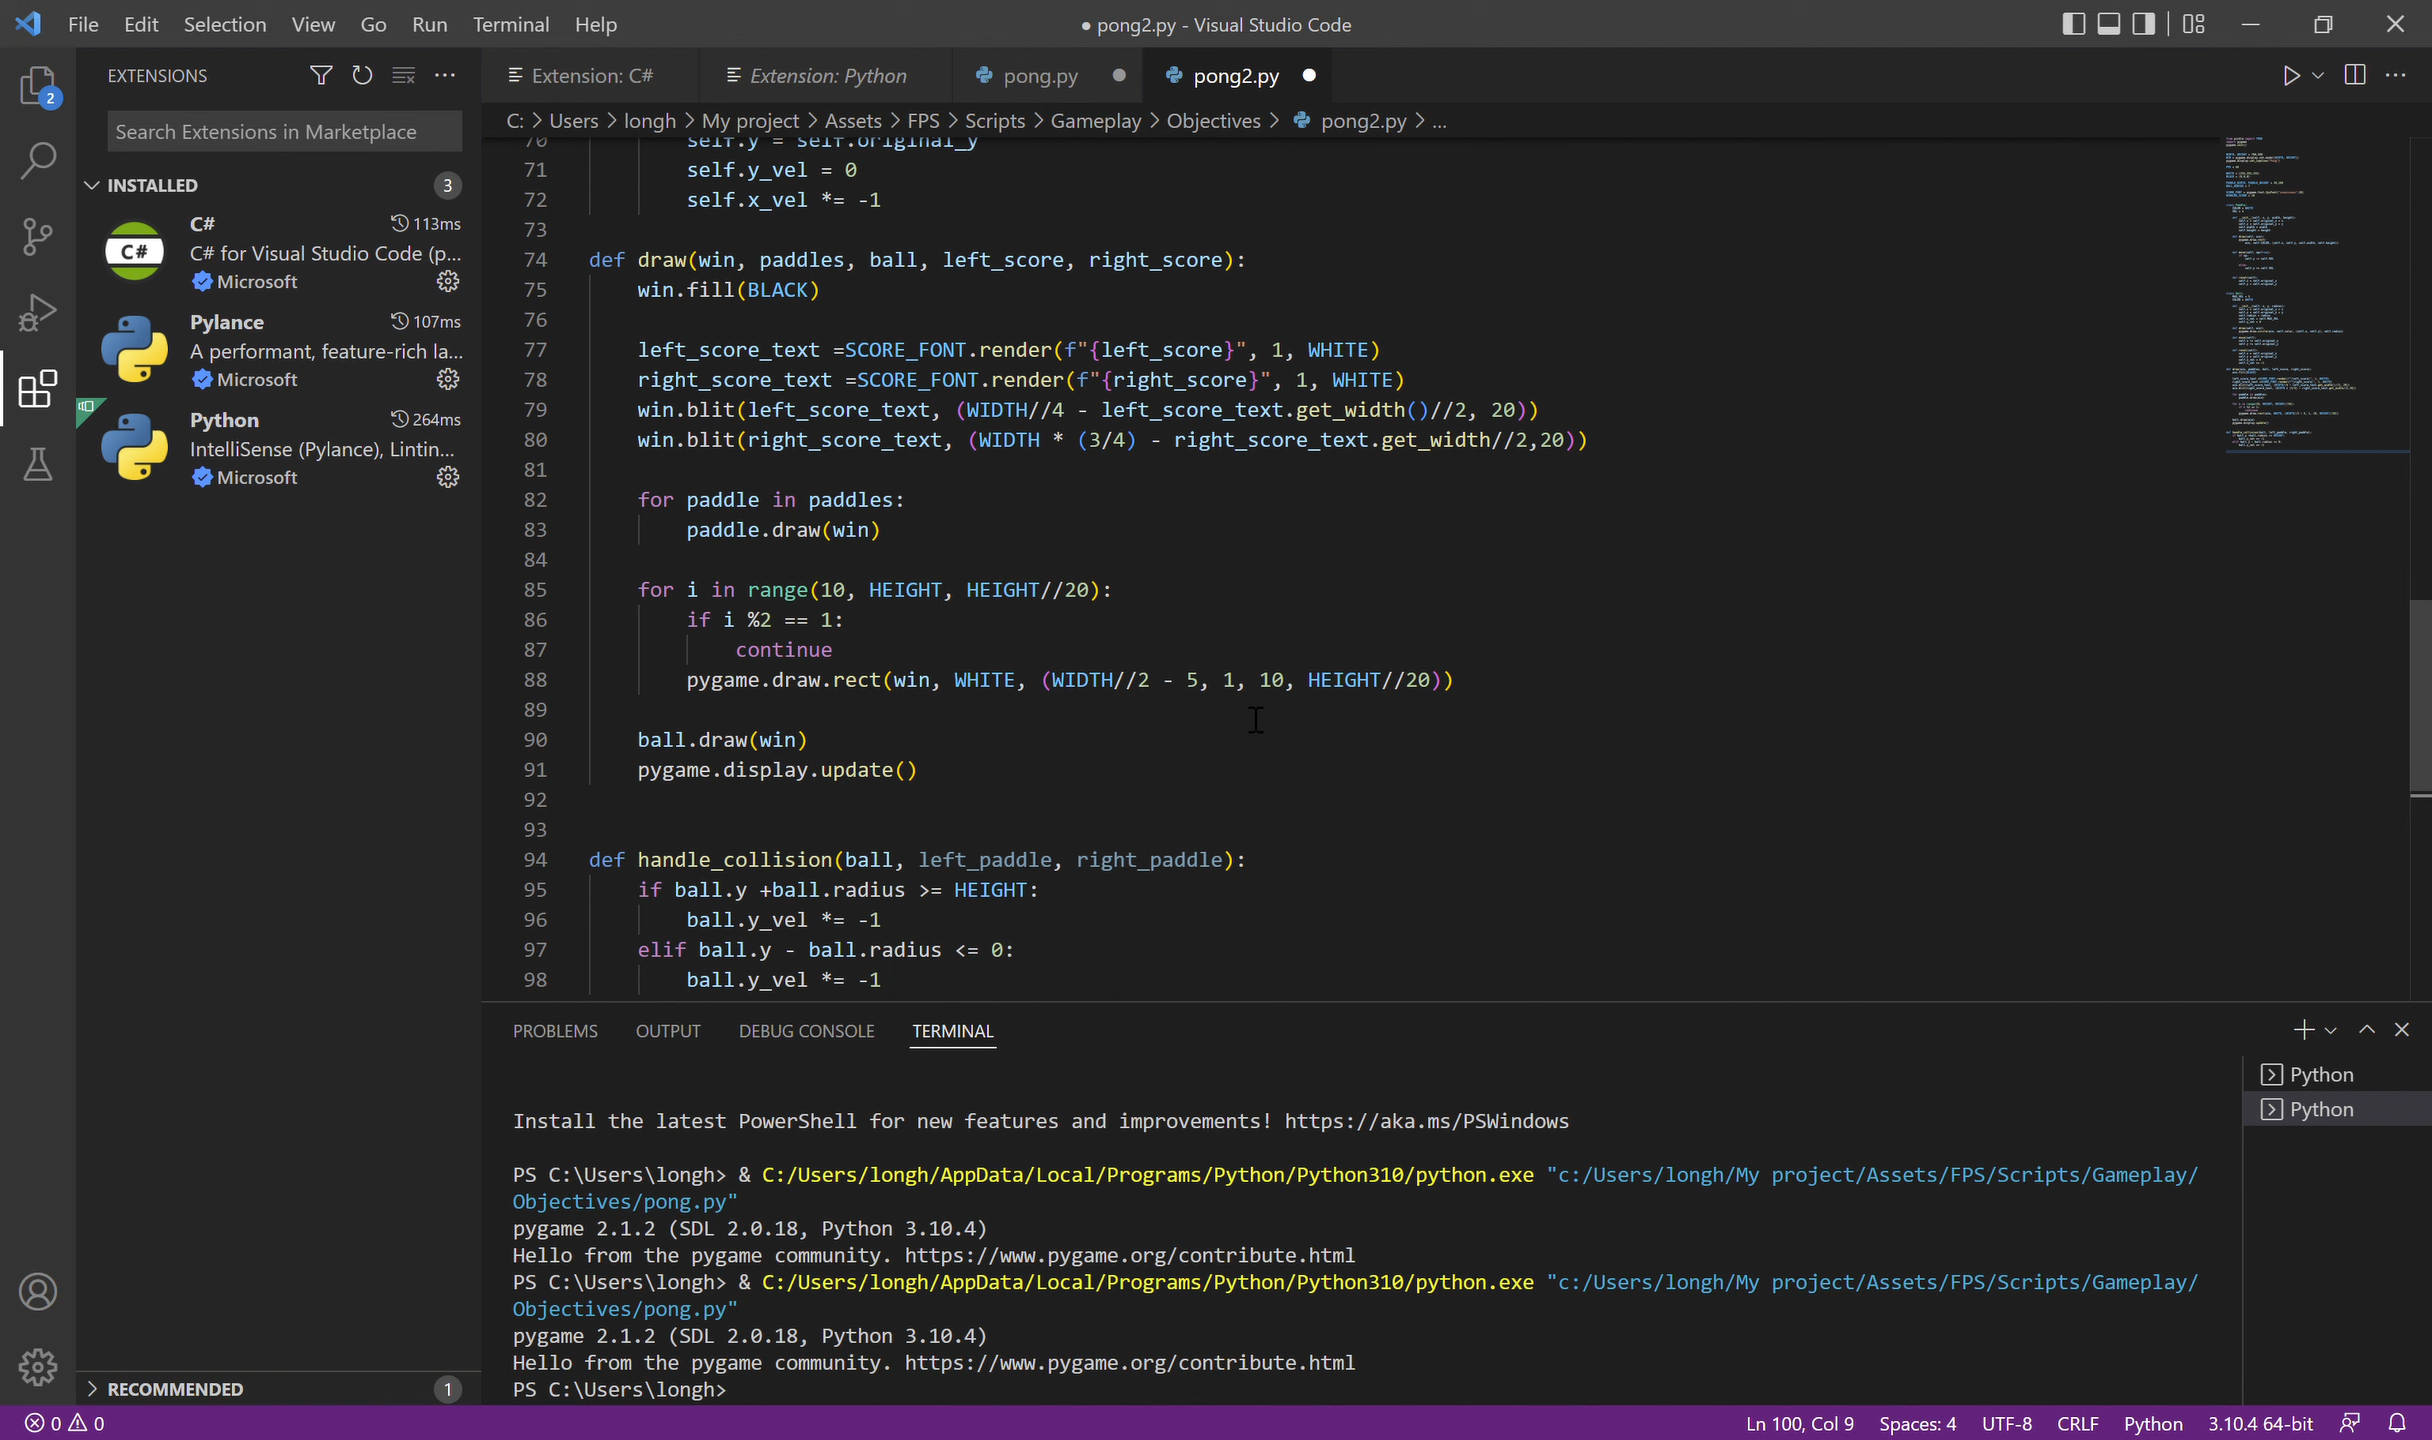 File Edit Selection View Go Run Terminal Help
● pong2.py - Visual Studio Code
EXTENSIONS
Search Extensions in Marketplace
INSTALLED 3
C# 113ms
C# for Visual Studio Code (p...
Microsoft
Pylance 107ms
A performant, feature-rich la...
Microsoft
Python 264ms
IntelliSense (Pylance), Lintin...
Microsoft
RECOMMENDED 1
2
Extension: C# Extension: Python pong.py pong2.py
C: > Users > longh > My project > Assets > FPS > Scripts > Gameplay > Objectives > pong2.py > ...
70 self.y = self.original_y
71 self.y_vel = 0
72 self.x_vel *= -1
73
74 def draw(win, paddles, ball, left_score, right_score):
75 win.fill(BLACK)
76
77 left_score_text =SCORE_FONT.render(f"{left_score}", 1, WHITE)
78 right_score_text =SCORE_FONT.render(f"{right_score}", 1, WHITE)
79 win.blit(left_score_text, (WIDTH//4 - left_score_text.get_width()//2, 20))
80 win.blit(right_score_text, (WIDTH * (3/4) - right_score_text.get_width//2,20))
81
82 for paddle in paddles:
83 paddle.draw(win)
84
85 for i in range(10, HEIGHT, HEIGHT//20):
86 if i %2 == 1:
87 continue
88 pygame.draw.rect(win, WHITE, (WIDTH//2 - 5, 1, 10, HEIGHT//20))
89
90 ball.draw(win)
91 pygame.display.update()
92
93
94 def handle_collision(ball, left_paddle, right_paddle):
95 if ball.y +ball.radius >= HEIGHT:
96 ball.y_vel *= -1
97 elif ball.y - ball.radius <= 0:
98 ball.y_vel *= -1
PROBLEMS OUTPUT DEBUG CONSOLE TERMINAL
Install the latest PowerShell for new features and improvements! https://aka.ms/PSWindows
PS C:\Users\longh> & C:/Users/longh/AppData/Local/Programs/Python/Python310/python.exe "c:/Users/longh/My project/Assets/FPS/Scripts/Gameplay/
Objectives/pong.py"
pygame 2.1.2 (SDL 2.0.18, Python 3.10.4)
Hello from the pygame community. https://www.pygame.org/contribute.html
PS C:\Users\longh> & C:/Users/longh/AppData/Local/Programs/Python/Python310/python.exe "c:/Users/longh/My project/Assets/FPS/Scripts/Gameplay/
Objectives/pong.py"
pygame 2.1.2 (SDL 2.0.18, Python 3.10.4)
Hello from the pygame community. https://www.pygame.org/contribute.html
PS C:\Users\longh>
Python
Python
0 0 Ln 100, Col 9 Spaces: 4 UTF-8 CRLF Python 3.10.4 64-bit